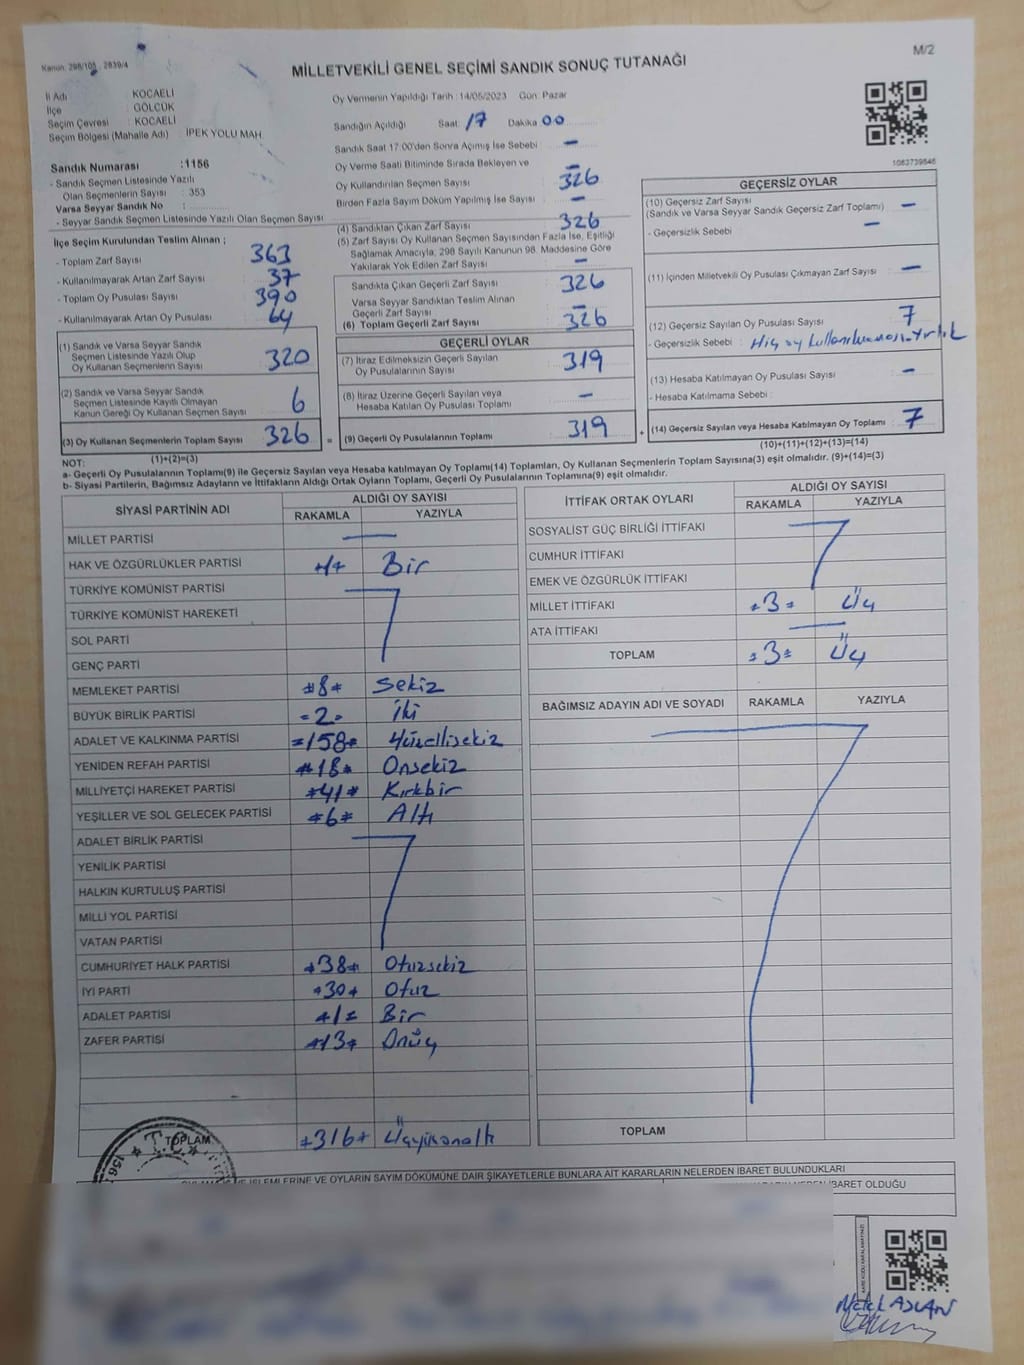 M/2
Kanun. 298/105 : 2839/4
MİLLETVEKİLİ GENEL SEÇİMİ SANDIK SONUÇ TUTANAĞI
İl Adı : KOCAELİ
İlçe : GÖLCÜK
Seçim Çevresi : KOCAELİ
Seçim Bölgesi (Mahalle Adı) : İPEK YOLU MAH.
Sandık Numarası :1156
- Sandık Seçmen Listesinde Yazılı
Olan Seçmenlerin Sayısı : 353
Varsa Seyyar Sandık No :
- Seyyar Sandık Seçmen Listesinde Yazılı Olan Seçmen Sayısı
İlçe Seçim Kurulundan Teslim Alınan ;
- Toplam Zarf Sayısı 363
- Kullanılmayarak Artan Zarf Sayısı 37
- Toplam Oy Pusulası Sayısı 390
- Kullanılmayarak Artan Oy Pusulası 64
(1) Sandık ve Varsa Seyyar Sandık
Seçmen Listesinde Yazılı Olup
Oy Kullanan Seçmenlerin Sayısı 320
(2) Sandık ve Varsa Seyyar Sandık
Seçmen Listesinde Kayıtlı Olmayan
Kanun Gereği Oy Kullanan Seçmen Sayısı 6
(3) Oy Kullanan Seçmenlerin Toplam Sayısı 326 =
(1)+(2)=(3)
Oy Vermenin Yapıldığı Tarih :14/05/2023 Gün: Pazar
Sandığın Açıldığı Saat: 17 Dakika 00
Sandık Saat 17:00'den Sonra Açımış İse Sebebi –
Oy Verme Saati Bitiminde Sırada Bekleyen ve –
Oy Kullandırılan Seçmen Sayısı 326
Birden Fazla Sayım Döküm Yapılmış İse Sayısı –
(4) Sandıktan Çıkan Zarf Sayısı 326
(5) Zarf Sayısı Oy Kullanan Seçmen Sayısından Fazla İse, Eşitliği
Sağlamak Amacıyla, 298 Sayılı Kanunun 98. Maddesine Göre
Yakılarak Yok Edilen Zarf Sayısı –
Sandıkta Çıkan Geçerli Zarf Sayısı 326
Varsa Seyyar Sandıktan Teslim Alınan
Geçerli Zarf Sayısı –
(6) Toplam Geçerli Zarf Sayısı 326
GEÇERLİ OYLAR
(7) İtiraz Edilmeksizin Geçerli Sayılan
Oy Pusulalarının Sayısı 319
(8) İtiraz Üzerine Geçerli Sayılan veya
Hesaba Katılan Oy Pusulası Toplamı –
(9) Geçerli Oy Pusulalarının Toplamı 319 +
1083739846
GEÇERSİZ OYLAR
(10) Geçersiz Zarf Sayısı
(Sandık ve Varsa Seyyar Sandık Geçersiz Zarf Toplamı) –
- Geçersizlik Sebebi –
(11) İçinden Milletvekili Oy Pusulası Çıkmayan Zarf Sayısı –
(12) Geçersiz Sayılan Oy Pusulası Sayısı 7
- Geçersizlik Sebebi : Hiç oy
(13) Hesaba Katılmayan Oy Pusulası Sayısı –
- Hesaba Katılmama Sebebi :
(14) Geçersiz Sayılan veya Hesaba Katılmayan Oy Toplamı 7
(10)+(11)+(12)+(13)=(14)
NOT:
a- Geçerli Oy Pusulalarının Toplamı(9) ile Geçersiz Sayılan veya Hesaba katılmayan Oy Toplamı(14) Toplamları, Oy Kullanan Seçmenlerin Toplam Sayısına(3) eşit olmalıdır. (9)+(14)=(3)
b- Siyasi Partilerin, Bağımsız Adayların ve İttifakların Aldığı Ortak Oyların Toplamı, Geçerli Oy Pusulalarının Toplamına(9) eşit olmalıdır.
SİYASİ PARTİNİN ADI ALDIĞI OY SAYISI
RAKAMLA YAZIYLA
MİLLET PARTİSİ
HAK VE ÖZGÜRLÜKLER PARTİSİ 1 Bir
TÜRKİYE KOMÜNİST PARTİSİ
TÜRKİYE KOMÜNİST HAREKETİ
SOL PARTİ
GENÇ PARTİ
MEMLEKET PARTİSİ =8= Sekiz
BÜYÜK BİRLİK PARTİSİ =2= İki
ADALET VE KALKINMA PARTİSİ =158= Yüzellisekiz
YENİDEN REFAH PARTİSİ =18= Onsekiz
MİLLİYETÇİ HAREKET PARTİSİ =41= Kırkbir
YEŞİLLER VE SOL GELECEK PARTİSİ =6= Altı
ADALET BİRLİK PARTİSİ
YENİLİK PARTİSİ
HALKIN KURTULUŞ PARTİSİ
MİLLİ YOL PARTİSİ
VATAN PARTİSİ
CUMHURİYET HALK PARTİSİ =38= Otuzsekiz
İYİ PARTİ =30= Otuz
ADALET PARTİSİ =1= Bir
ZAFER PARTİSİ =13= Onüç
TOPLAM =316= Üçyüzonaltı
T.C.
İTTİFAK ORTAK OYLARI ALDIĞI OY SAYISI
RAKAMLA YAZIYLA
SOSYALİST GÜÇ BİRLİĞİ İTTİFAKI
CUMHUR İTTİFAKI
EMEK VE ÖZGÜRLÜK İTTİFAKI
MİLLET İTTİFAKI =3= Üç
ATA İTTİFAKI
TOPLAM =3= Üç
BAĞIMSIZ ADAYIN ADI VE SOYADI RAKAMLA YAZIYLA
TOPLAM
İŞLEMLERİNE VE OYLARIN SAYIM DÖKÜMÜNE DAİR ŞİKAYETLERLE BUNLARA AİT KARARLARIN NELERDEN İBARET BULUNDUKLARI
İBARET OLDUĞU
ASLAN